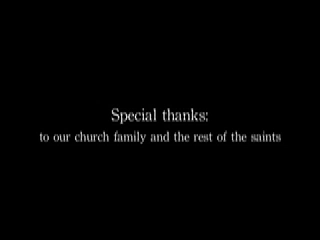 Special thanks:
to our church family and the rest of the saints